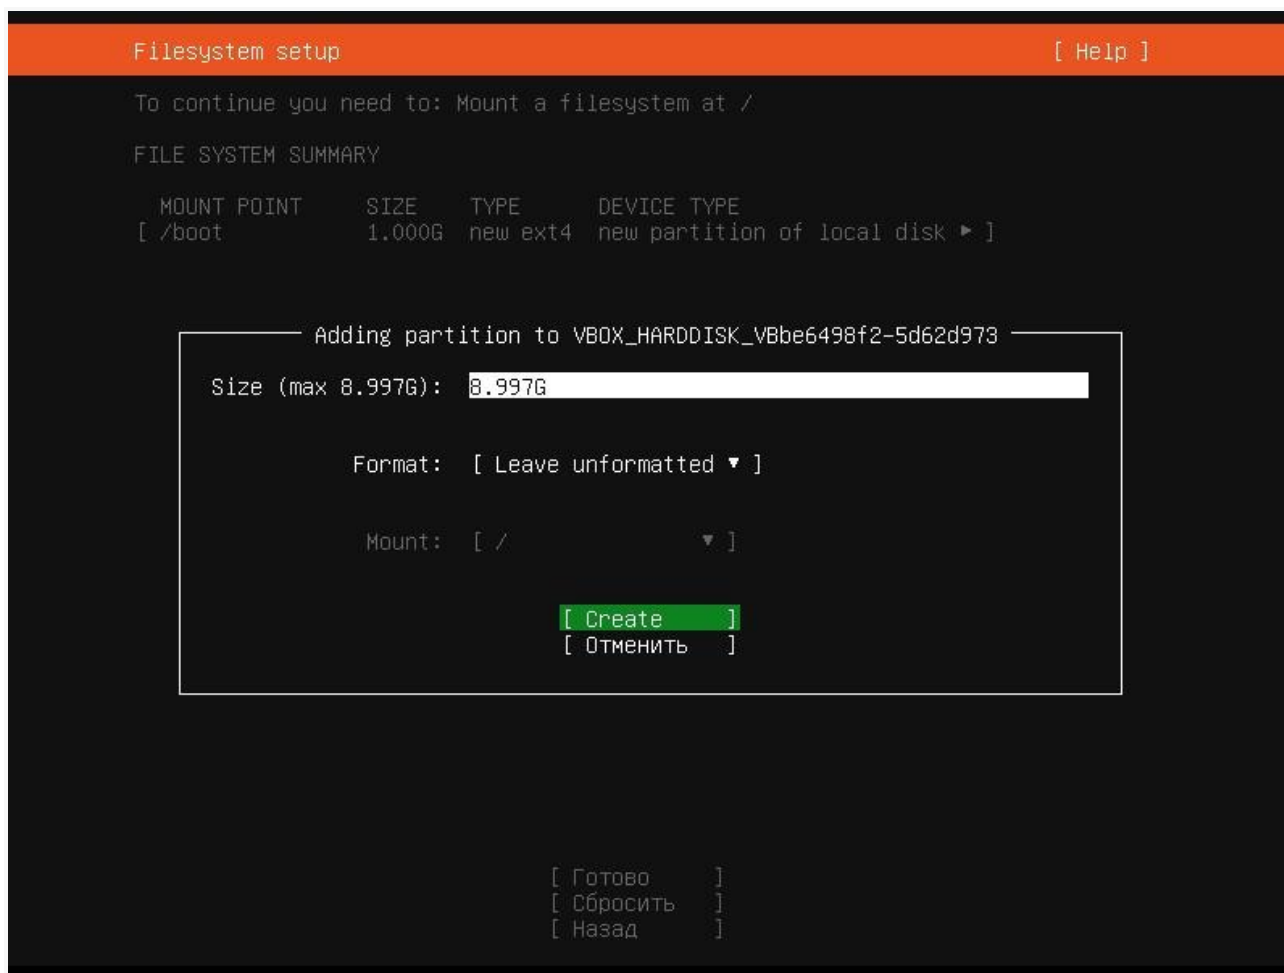 Filesystem setup [ Help ]
To continue you need to: Mount a filesystem at /
FILE SYSTEM SUMMARY
MOUNT POINT SIZE TYPE DEVICE TYPE
[ /boot 1.000G new ext4 new partition of local disk ▸ ]
Adding partition to VBOX_HARDDISK_VBbe6498f2-5d62d973
Size (max 8.997G): 8.997G
Format: [ Leave unformatted ▾ ]
Mount: [ / ▾ ]
[ Create ]
[ Отменить ]
[ Готово ]
[ Сбросить ]
[ Назад ]